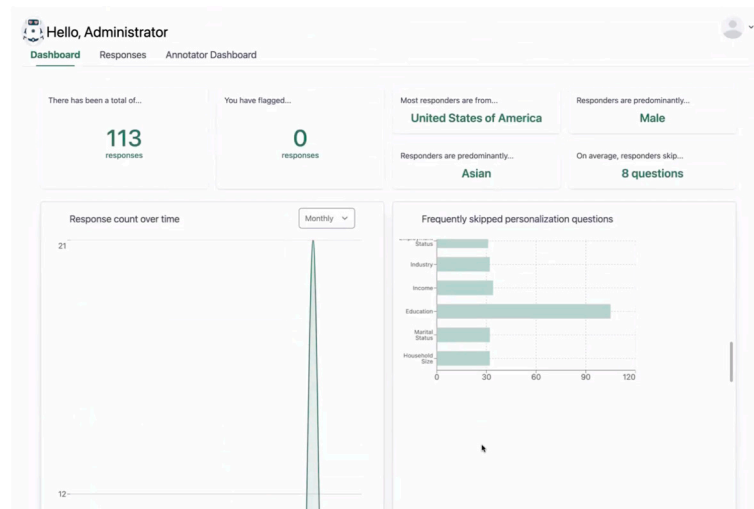 Hello, Administrator
Dashboard
Responses
Annotator Dashboard
There has been a total of...
113
responses
You have flagged...
0
responses
Most responders are from...
United States of America
Responders are predominantly...
Male
Responders are predominantly...
Asian
On average, responders skip...
8 questions
Response count over time
Monthly
21
12
Frequently skipped personalization questions
Status
Industry
Income
Education
Marital
Status
Household
Size
0 30 60 90 120